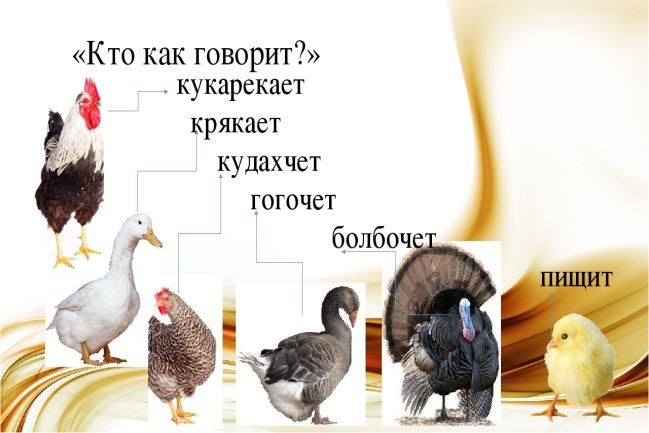 «Кто как говорит?»
кукарекает
крякает
кудахчет
гогочет
болбочет
пищит